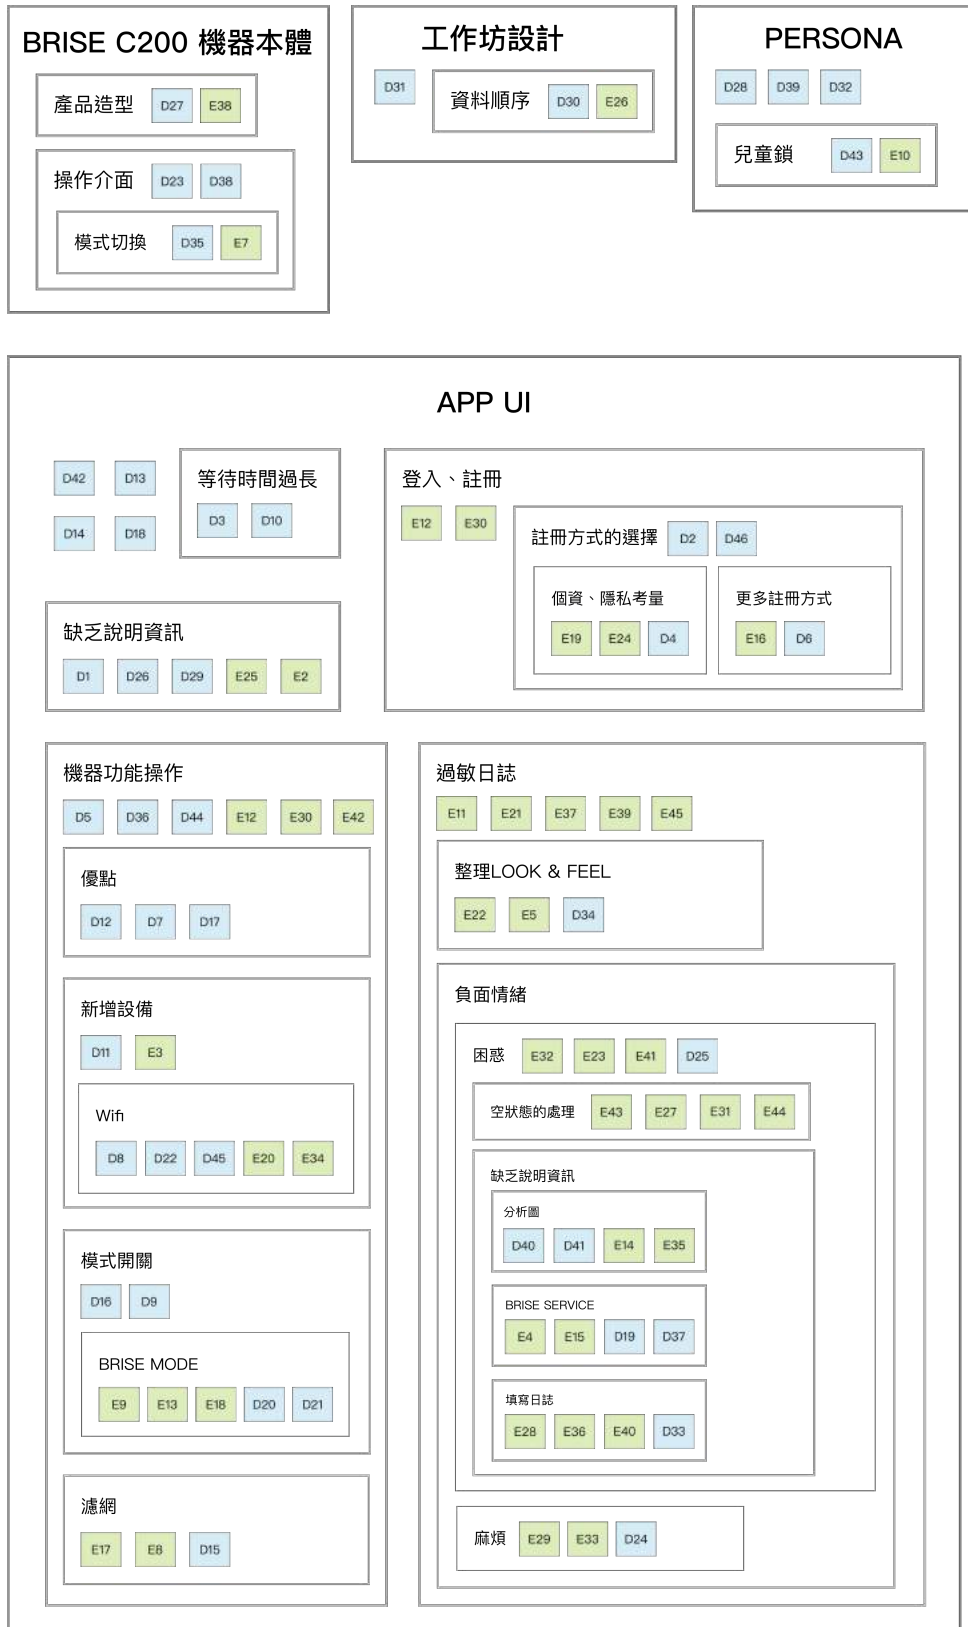 BRISE C200 機器本體
產品造型 D27 E38
操作介面 D23 D38
模式切換 D35 E7
工作坊設計
D31
資料順序 D30 E26
PERSONA
D28 D39 D32
兒童鎖 D43 E10
APP UI
D42 D13
D14 D18
等待時間過長
D3 D10
登入、註冊
E12 E30
註冊方式的選擇 D2 D46
個資、隱私考量
E19 E24 D4
更多註冊方式
E16 D6
缺乏說明資訊
D1 D26 D29 E25 E2
機器功能操作
D5 D36 D44 E12 E30 E42
優點
D12 D7 D17
新增設備
D11 E3
Wifi
D8 D22 D45 E20 E34
模式開關
D16 D9
BRISE MODE
E9 E13 E18 D20 D21
濾網
E17 E8 D15
過敏日誌
E11 E21 E37 E39 E45
整理LOOK & FEEL
E22 E5 D34
負面情緒
困惑 E32 E23 E41 D25
空狀態的處理 E43 E27 E31 E44
缺乏說明資訊
分析圖
D40 D41 E14 E35
BRISE SERVICE
E4 E15 D19 D37
填寫日誌
E28 E36 E40 D33
麻煩 E29 E33 D24